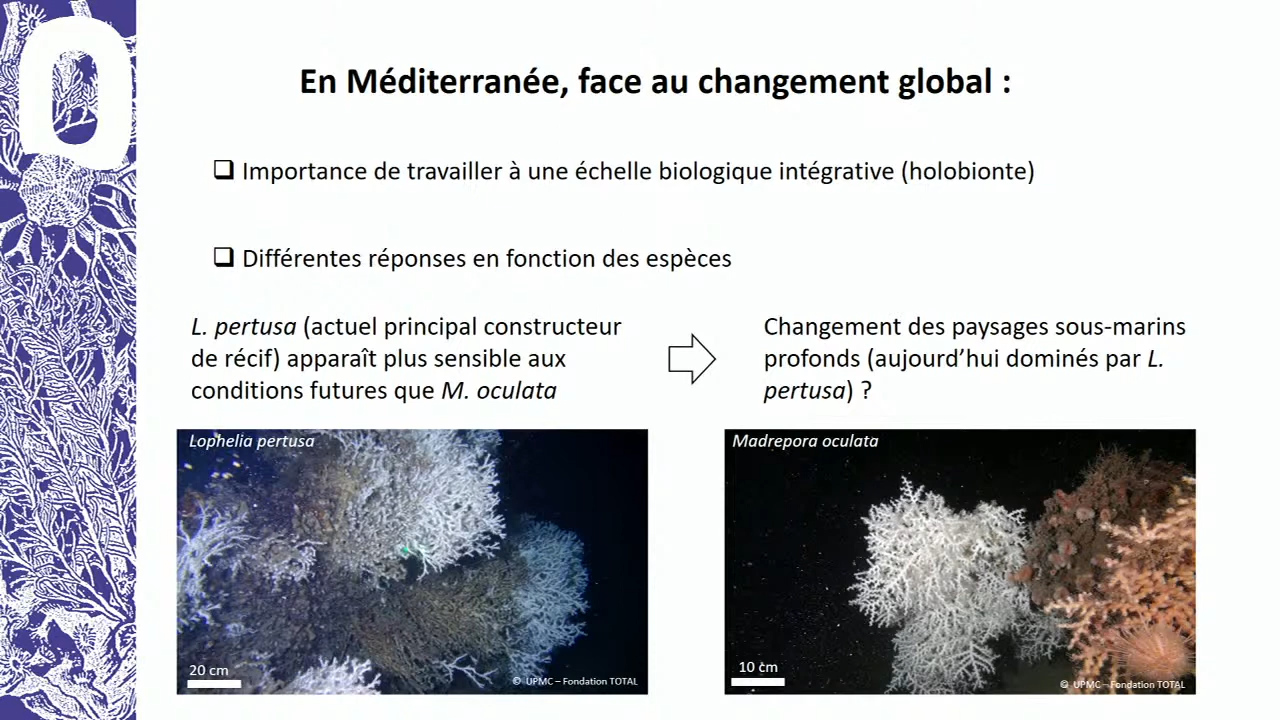 En Méditerranée, face au changement global :
Importance de travailler à une échelle biologique intégrative (holobionte)
Différentes réponses en fonction des espèces
L. pertusa (actuel principal constructeur
de récif) apparaît plus sensible aux
conditions futures que M. oculata
Changement des paysages sous-marins
profonds (aujourd’hui dominés par L.
pertusa) ?
Lophelia pertusa
20 cm
© UPMC – Fondation TOTAL
Madrepora oculata
10 cm
© UPMC – Fondation TOTAL